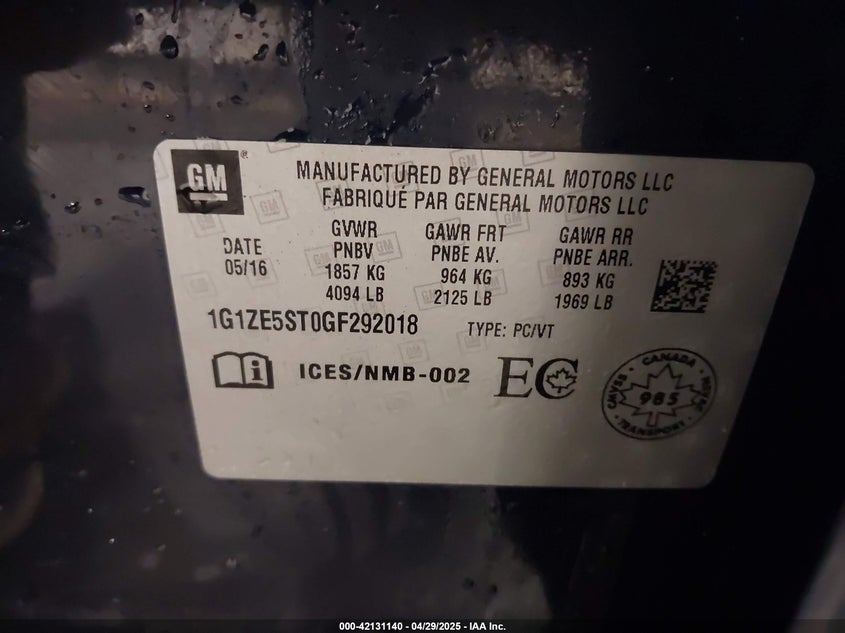 GM ®
MANUFACTURED BY GENERAL MOTORS LLC
FABRIQUÉ PAR GENERAL MOTORS LLC
DATE
05/16
GVWR
PNBV
1857 KG
4094 LB
GAWR FRT
PNBE AV.
964 KG
2125 LB
GAWR RR
PNBE ARR.
893 KG
1969 LB
1G1ZE5ST0GF292018
TYPE: PC/VT
ICES/NMB-002
EC
CANADA
CMVSS
985
NSVAC
TRANSPORT
000-42131140 - 04/29/2025 - IAA Inc.